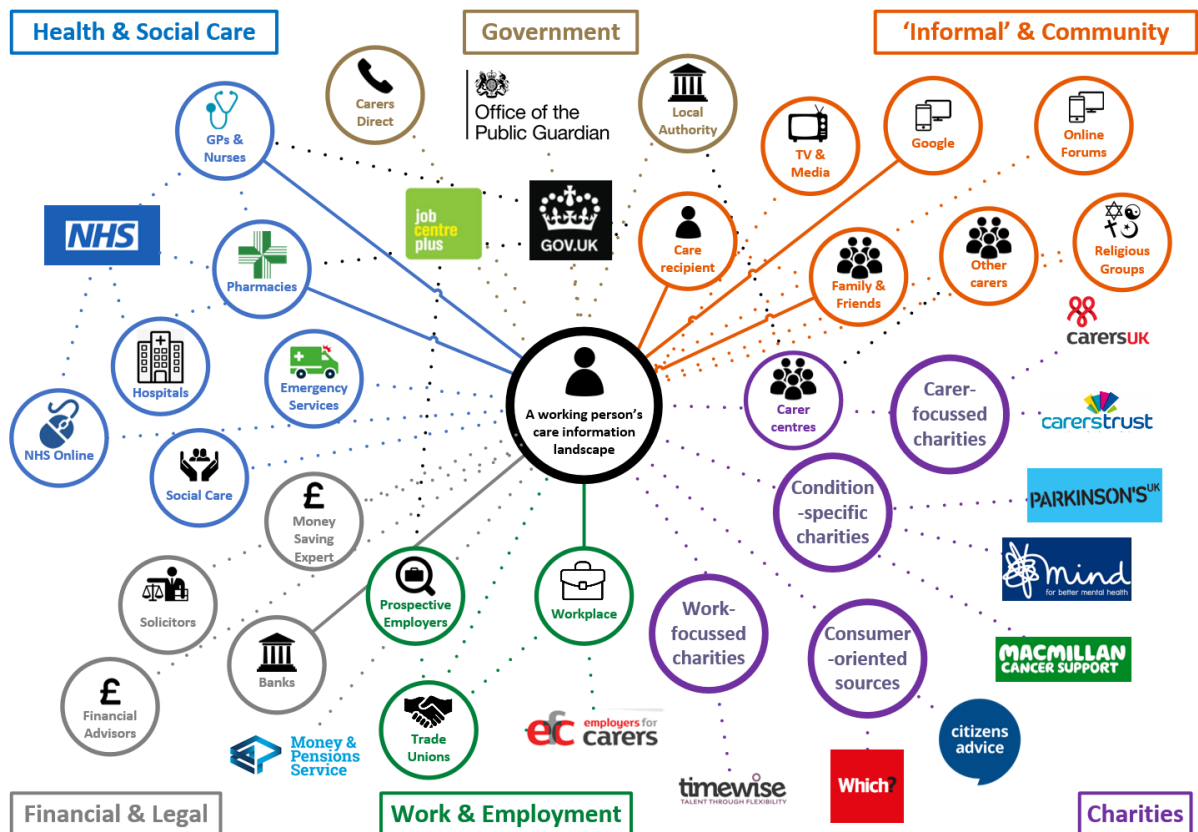 Health & Social Care
Government
‘Informal’ & Community
GPs &
Nurses
Carers
Direct
Office of the
Public Guardian
Local
Authority
TV &
Media
Google
Online
Forums
NHS
Pharmacies
job
centre
plus
GOV.UK
Care
recipient
Family &
Friends
Other
carers
Religious
Groups
carersUK
Hospitals
Emergency
Services
A working person’s
care information
landscape
Carer
centres
Carer-
focussed
charities
carerstrust
NHS Online
Social Care
£
Money
Saving
Expert
Condition
-specific
charities
PARKINSON'S UK
mind
for better mental health
Solicitors
Prospective
Employers
Workplace
Work-
focussed
charities
Consumer
-oriented
sources
MACMILLAN
CANCER SUPPORT
Banks
£
Financial
Advisors
Money &
Pensions
Service
Trade
Unions
efc employers for
carers
timewise
TALENT THROUGH FLEXIBILITY
Which?
citizens
advice
Financial & Legal
Work & Employment
Charities